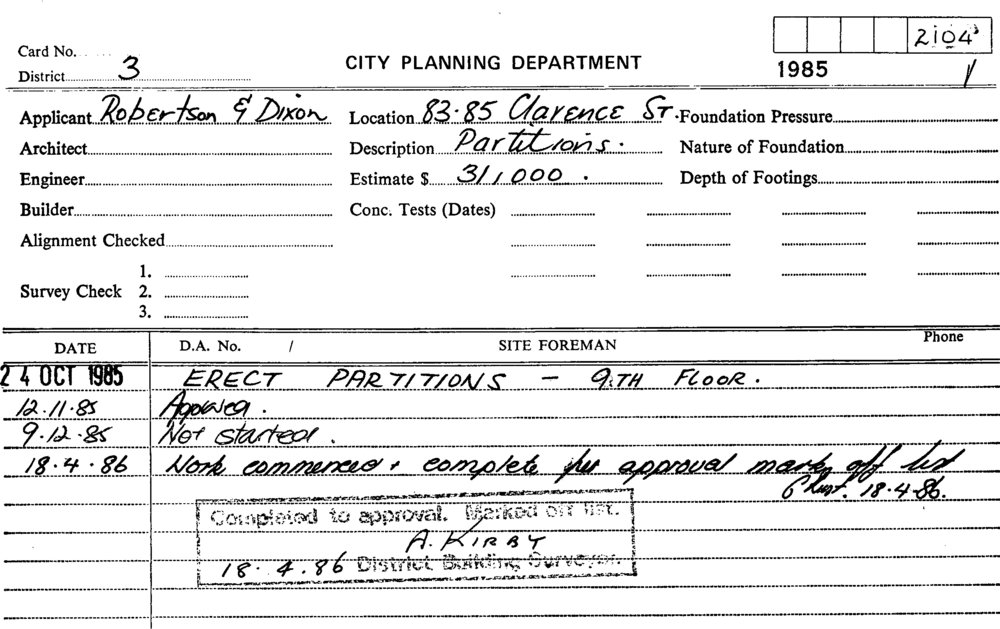 2104
Card No.
District 3
CITY PLANNING DEPARTMENT
1985
Applicant Robertson & Dixon Location 83.85 Clarence St. Foundation Pressure
Architect Description Partitions. Nature of Foundation
Engineer Estimate $ 311,000. Depth of Footings
Builder Conc. Tests (Dates)
Alignment Checked
1.
Survey Check 2.
3.
DATE D.A. No. / SITE FOREMAN Phone
24 OCT 1985 ERECT PARTITIONS - 9TH FLOOR.
12.11.85 Approved.
9.12.85 Not started.
18.4.86 Work commenced + complete per approval mark off list
18.4.86.
Completed to approval. Marked off list.
A. KIRBY
18.4.86 District Building Surveyor.